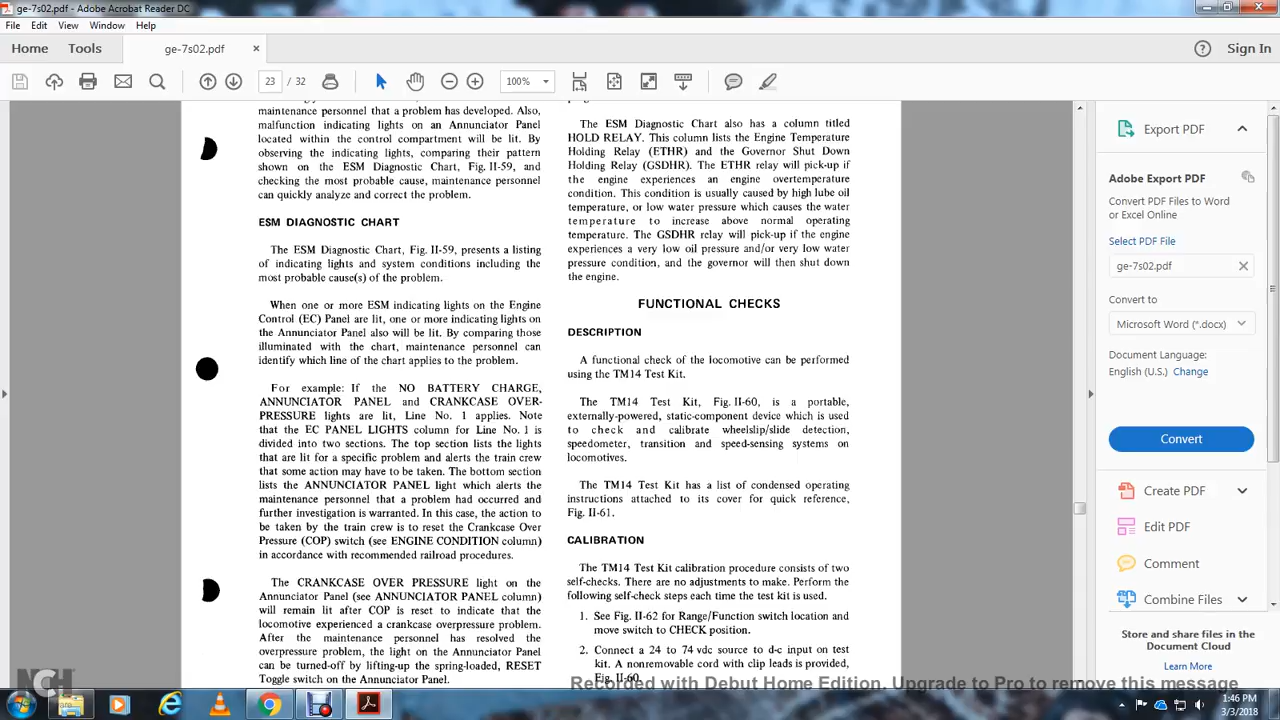 ge-7s02.pdf - Adobe Acrobat Reader DC
File Edit View Window Help
Home Tools ge-7s02.pdf × ? Sign In
23 / 32 100%
maintenance personnel that a problem has developed. Also,
malfunction indicating lights on an Annunciator Panel
located within the control compartment will be lit. By
observing the indicating lights, comparing their pattern
shown on the ESM Diagnostic Chart, Fig. II-59, and
checking the most probable cause, maintenance personnel
can quickly analyze and correct the problem.
ESM DIAGNOSTIC CHART
The ESM Diagnostic Chart, Fig. II-59, presents a listing
of indicating lights and system conditions including the
most probable cause(s) of the problem.
When one or more ESM indicating lights on the Engine
Control (EC) Panel are lit, one or more indicating lights on
the Annunciator Panel also will be lit. By comparing those
illuminated with the chart, maintenance personnel can
identify which line of the chart applies to the problem.
For example: If the NO BATTERY CHARGE,
ANNUNCIATOR PANEL and CRANKCASE OVER-
PRESSURE lights are lit, Line No. 1 applies. Note
that the EC PANEL LIGHTS column for Line No. 1 is
divided into two sections. The top section lists the lights
that are lit for a specific problem and alerts the train crew
that some action may have to be taken. The bottom section
lists the ANNUNCIATOR PANEL light which alerts the
maintenance personnel that a problem had occurred and
further investigation is warranted. In this case, the action to
be taken by the train crew is to reset the Crankcase Over
Pressure (COP) switch (see ENGINE CONDITION column)
in accordance with recommended railroad procedures.
The CRANKCASE OVER PRESSURE light on the
Annunciator Panel (see ANNUNCIATOR PANEL column)
will remain lit after COP is reset to indicate that the
locomotive experienced a crankcase overpressure problem.
After the maintenance personnel has resolved the
overpressure problem, the light on the Annunciator Panel
can be turned-off by lifting-up the spring-loaded, RESET
Toggle switch on the Annunciator Panel.
The ESM Diagnostic Chart also has a column titled
HOLD RELAY. This column lists the Engine Temperature
Holding Relay (ETHR) and the Governor Shut Down
Holding Relay (GSDHR). The ETHR relay will pick-up if
the engine experiences an engine overtemperature
condition. This condition is usually caused by high lube oil
temperature, or low water pressure which causes the water
temperature to increase above normal operating
temperature. The GSDHR relay will pick-up if the engine
experiences a very low oil pressure and/or very low water
pressure condition, and the governor will then shut down
the engine.
FUNCTIONAL CHECKS
DESCRIPTION
A functional check of the locomotive can be performed
using the TM14 Test Kit.
The TM14 Test Kit, Fig. II-60, is a portable,
externally-powered, static-component device which is used
to check and calibrate wheelslip/slide detection,
speedometer, transition and speed-sensing systems on
locomotives.
The TM14 Test Kit has a list of condensed operating
instructions attached to its cover for quick reference,
Fig. II-61.
CALIBRATION
The TM14 Test Kit calibration procedure consists of two
self-checks. There are no adjustments to make. Perform the
following self-check steps each time the test kit is used.
1. See Fig. II-62 for Range/Function switch location and
move switch to CHECK position.
2. Connect a 24 to 74 vdc source to d-c input on test
kit. A nonremovable cord with clip leads is provided,
Fig. II-60.
Export PDF
Adobe Export PDF
Convert PDF Files to Word
or Excel Online
Select PDF File
ge-7s02.pdf
Convert to
Microsoft Word (*.docx)
Document Language:
English (U.S.) Change
Convert
Create PDF
Edit PDF
Comment
Combine Files
Store and share files in the
Document Cloud
Learn More
NCH
Recorded with Debut Home Edition. Upgrade to Pro to remove this message
1:46 PM
3/3/2018